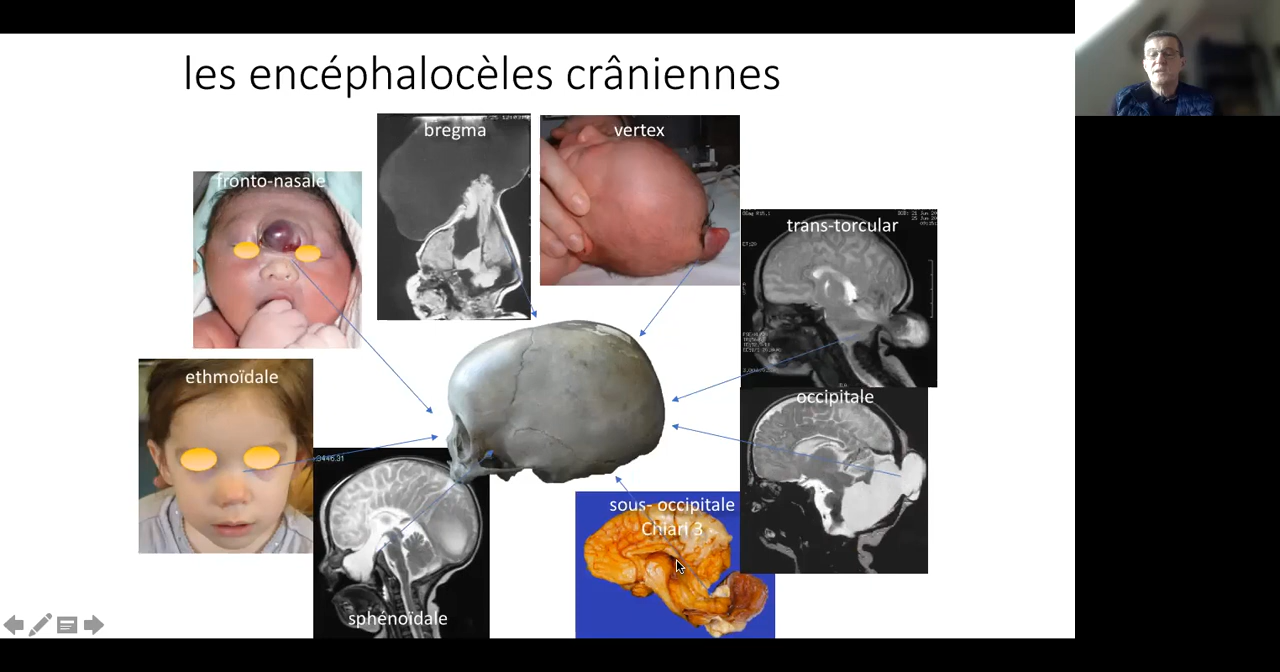 les encéphalocèles crâniennes
bregma
vertex
fronto-nasale
trans-torcular
ethmoïdale
occipitale
sous- occipitale
Chiari 3
sphénoïdale